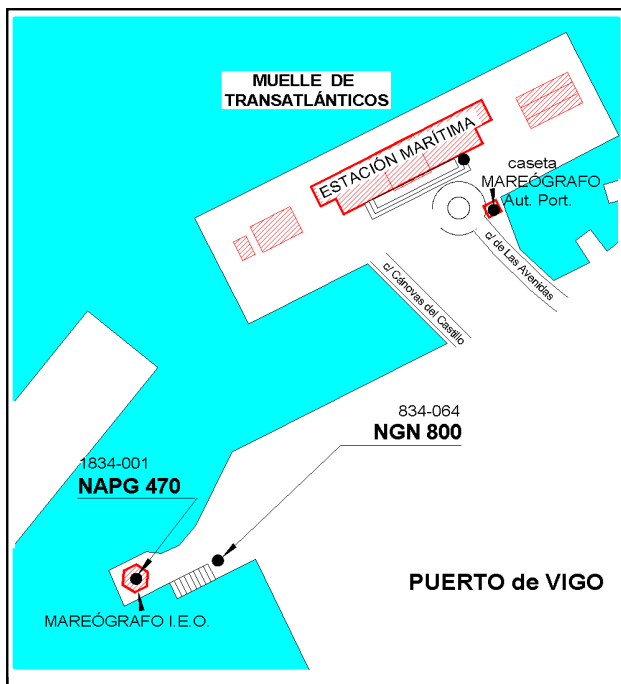 MUELLE DE
TRANSATLÁNTICOS
ESTACIÓN MARÍTIMA
caseta
MAREÓGRAFO
Aut. Port.
c/ de Las Avenidas
c/ Cánovas del Castillo
834-064
NGN 800
1834-001
NAPG 470
PUERTO de VIGO
MAREÓGRAFO I.E.O.